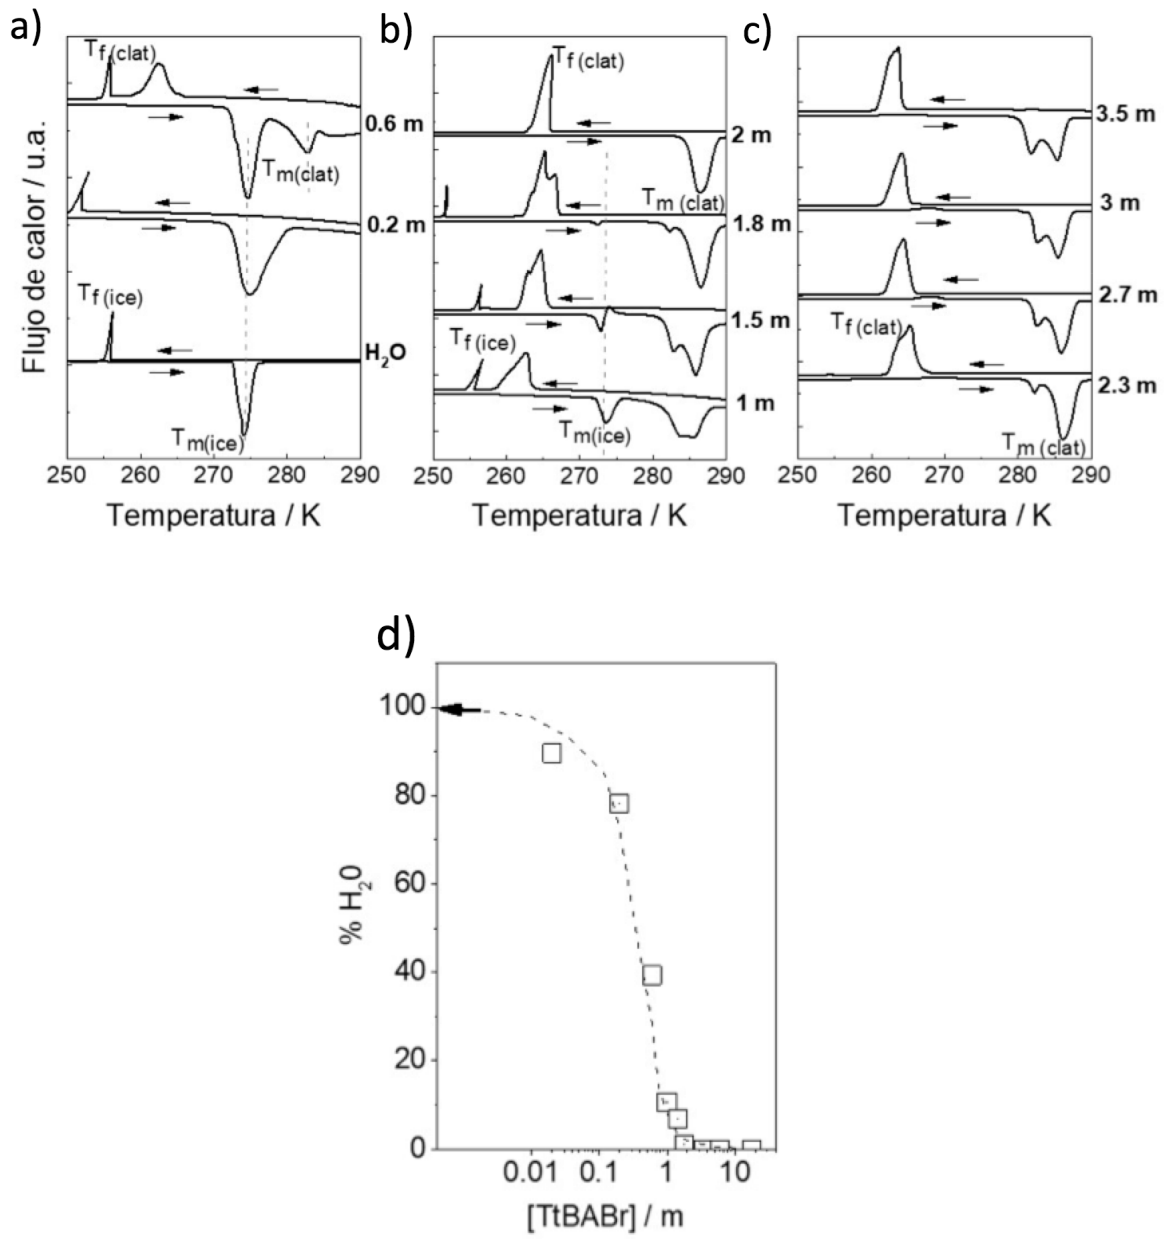 a)
Flujo de calor / u.a.
Tf (clat)
0.6 m
Tm(clat)
0.2 m
Tf (ice)
H2O
Tm(ice)
250 260 270 280 290
Temperatura / K
b)
Tf (clat)
2 m
Tm (clat)
1.8 m
1.5 m
Tf (ice)
1 m
Tm(ice)
250 260 270 280 290
Temperatura / K
c)
3.5 m
3 m
2.7 m
Tf (clat)
2.3 m
Tm (clat)
250 260 270 280 290
Temperatura / K
d)
% H20
100
80
60
40
20
0
0.01 0.1 1 10
[TtBABr] / m